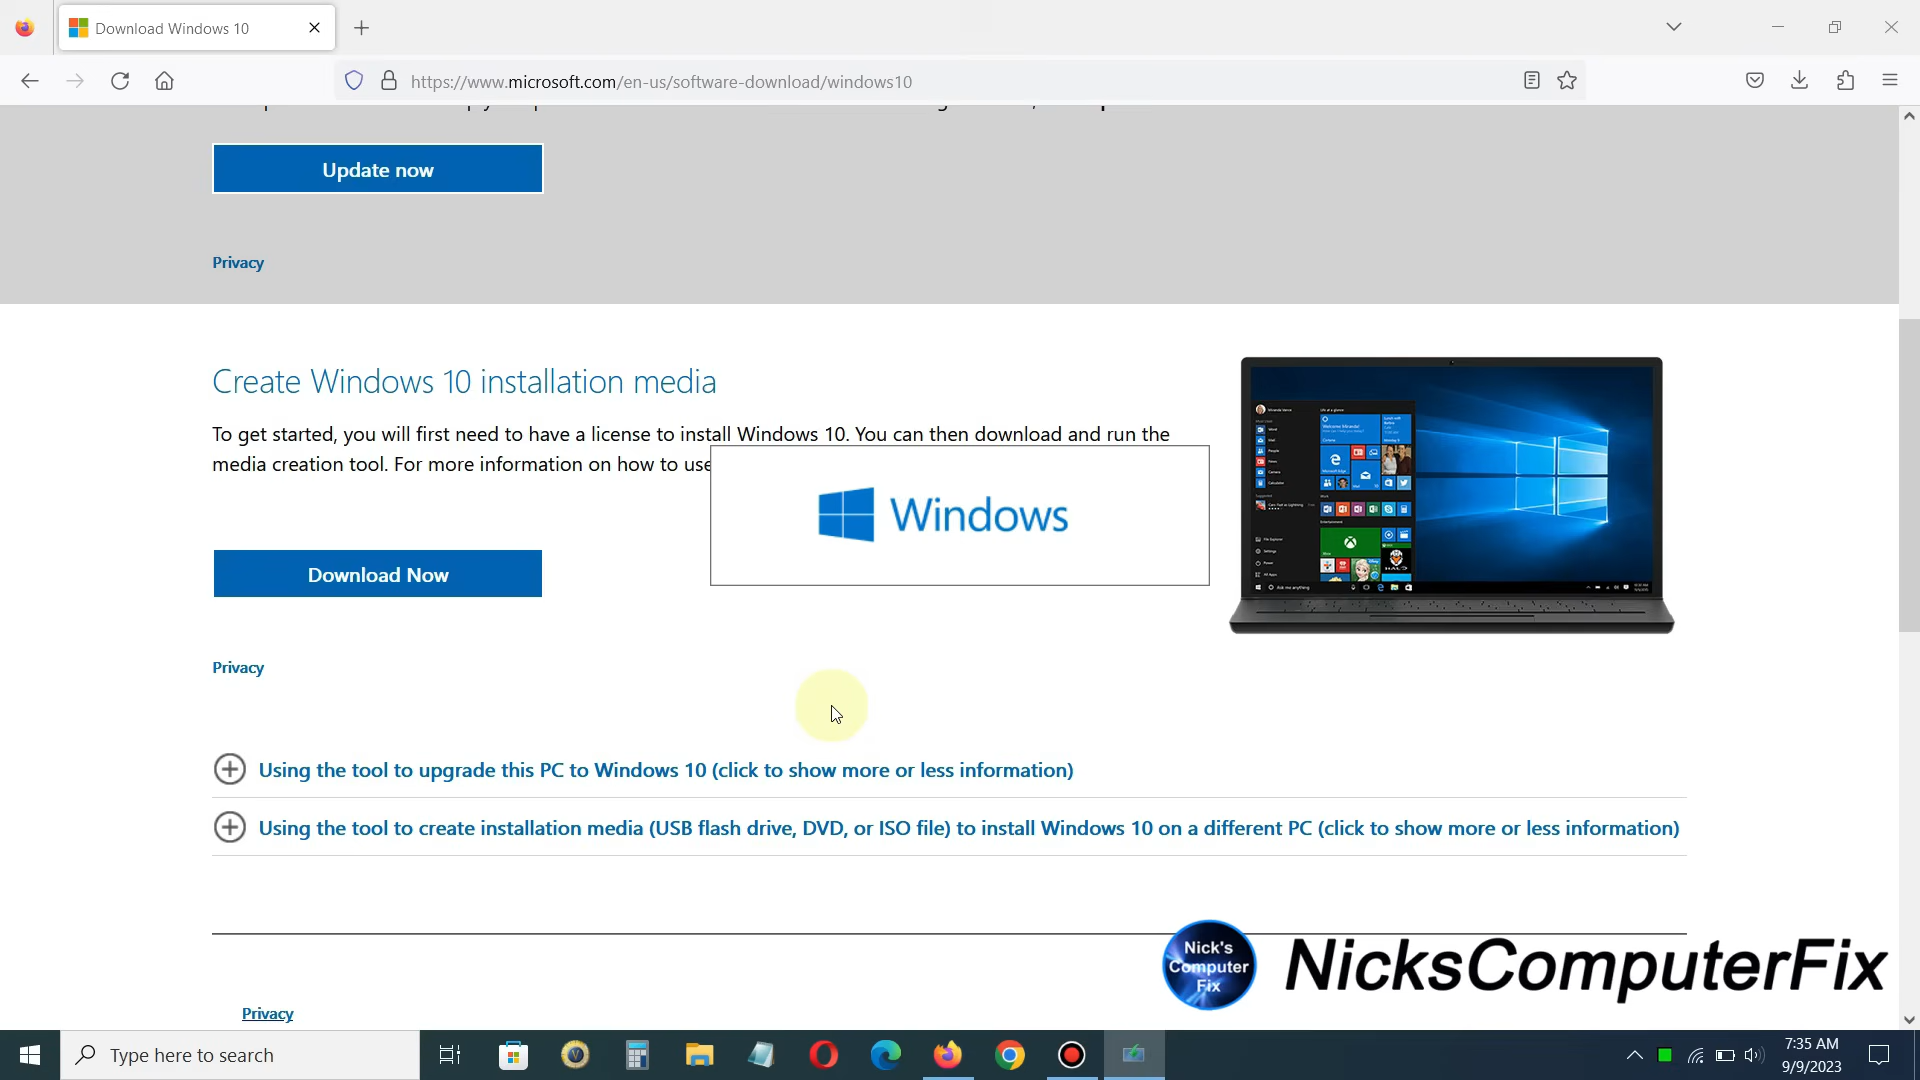 Download Windows 10
https://www.microsoft.com/en-us/software-download/windows10
Update now
Privacy
Create Windows 10 installation media
To get started, you will first need to have a license to install Windows 10. You can then download and run the
media creation tool. For more information on how to use
Windows
Download Now
Privacy
Using the tool to upgrade this PC to Windows 10 (click to show more or less information)
Using the tool to create installation media (USB flash drive, DVD, or ISO file) to install Windows 10 on a different PC (click to show more or less information)
Nick's
Computer
Fix
NicksComputerFix
Privacy
Type here to search
7:35 AM
9/9/2023